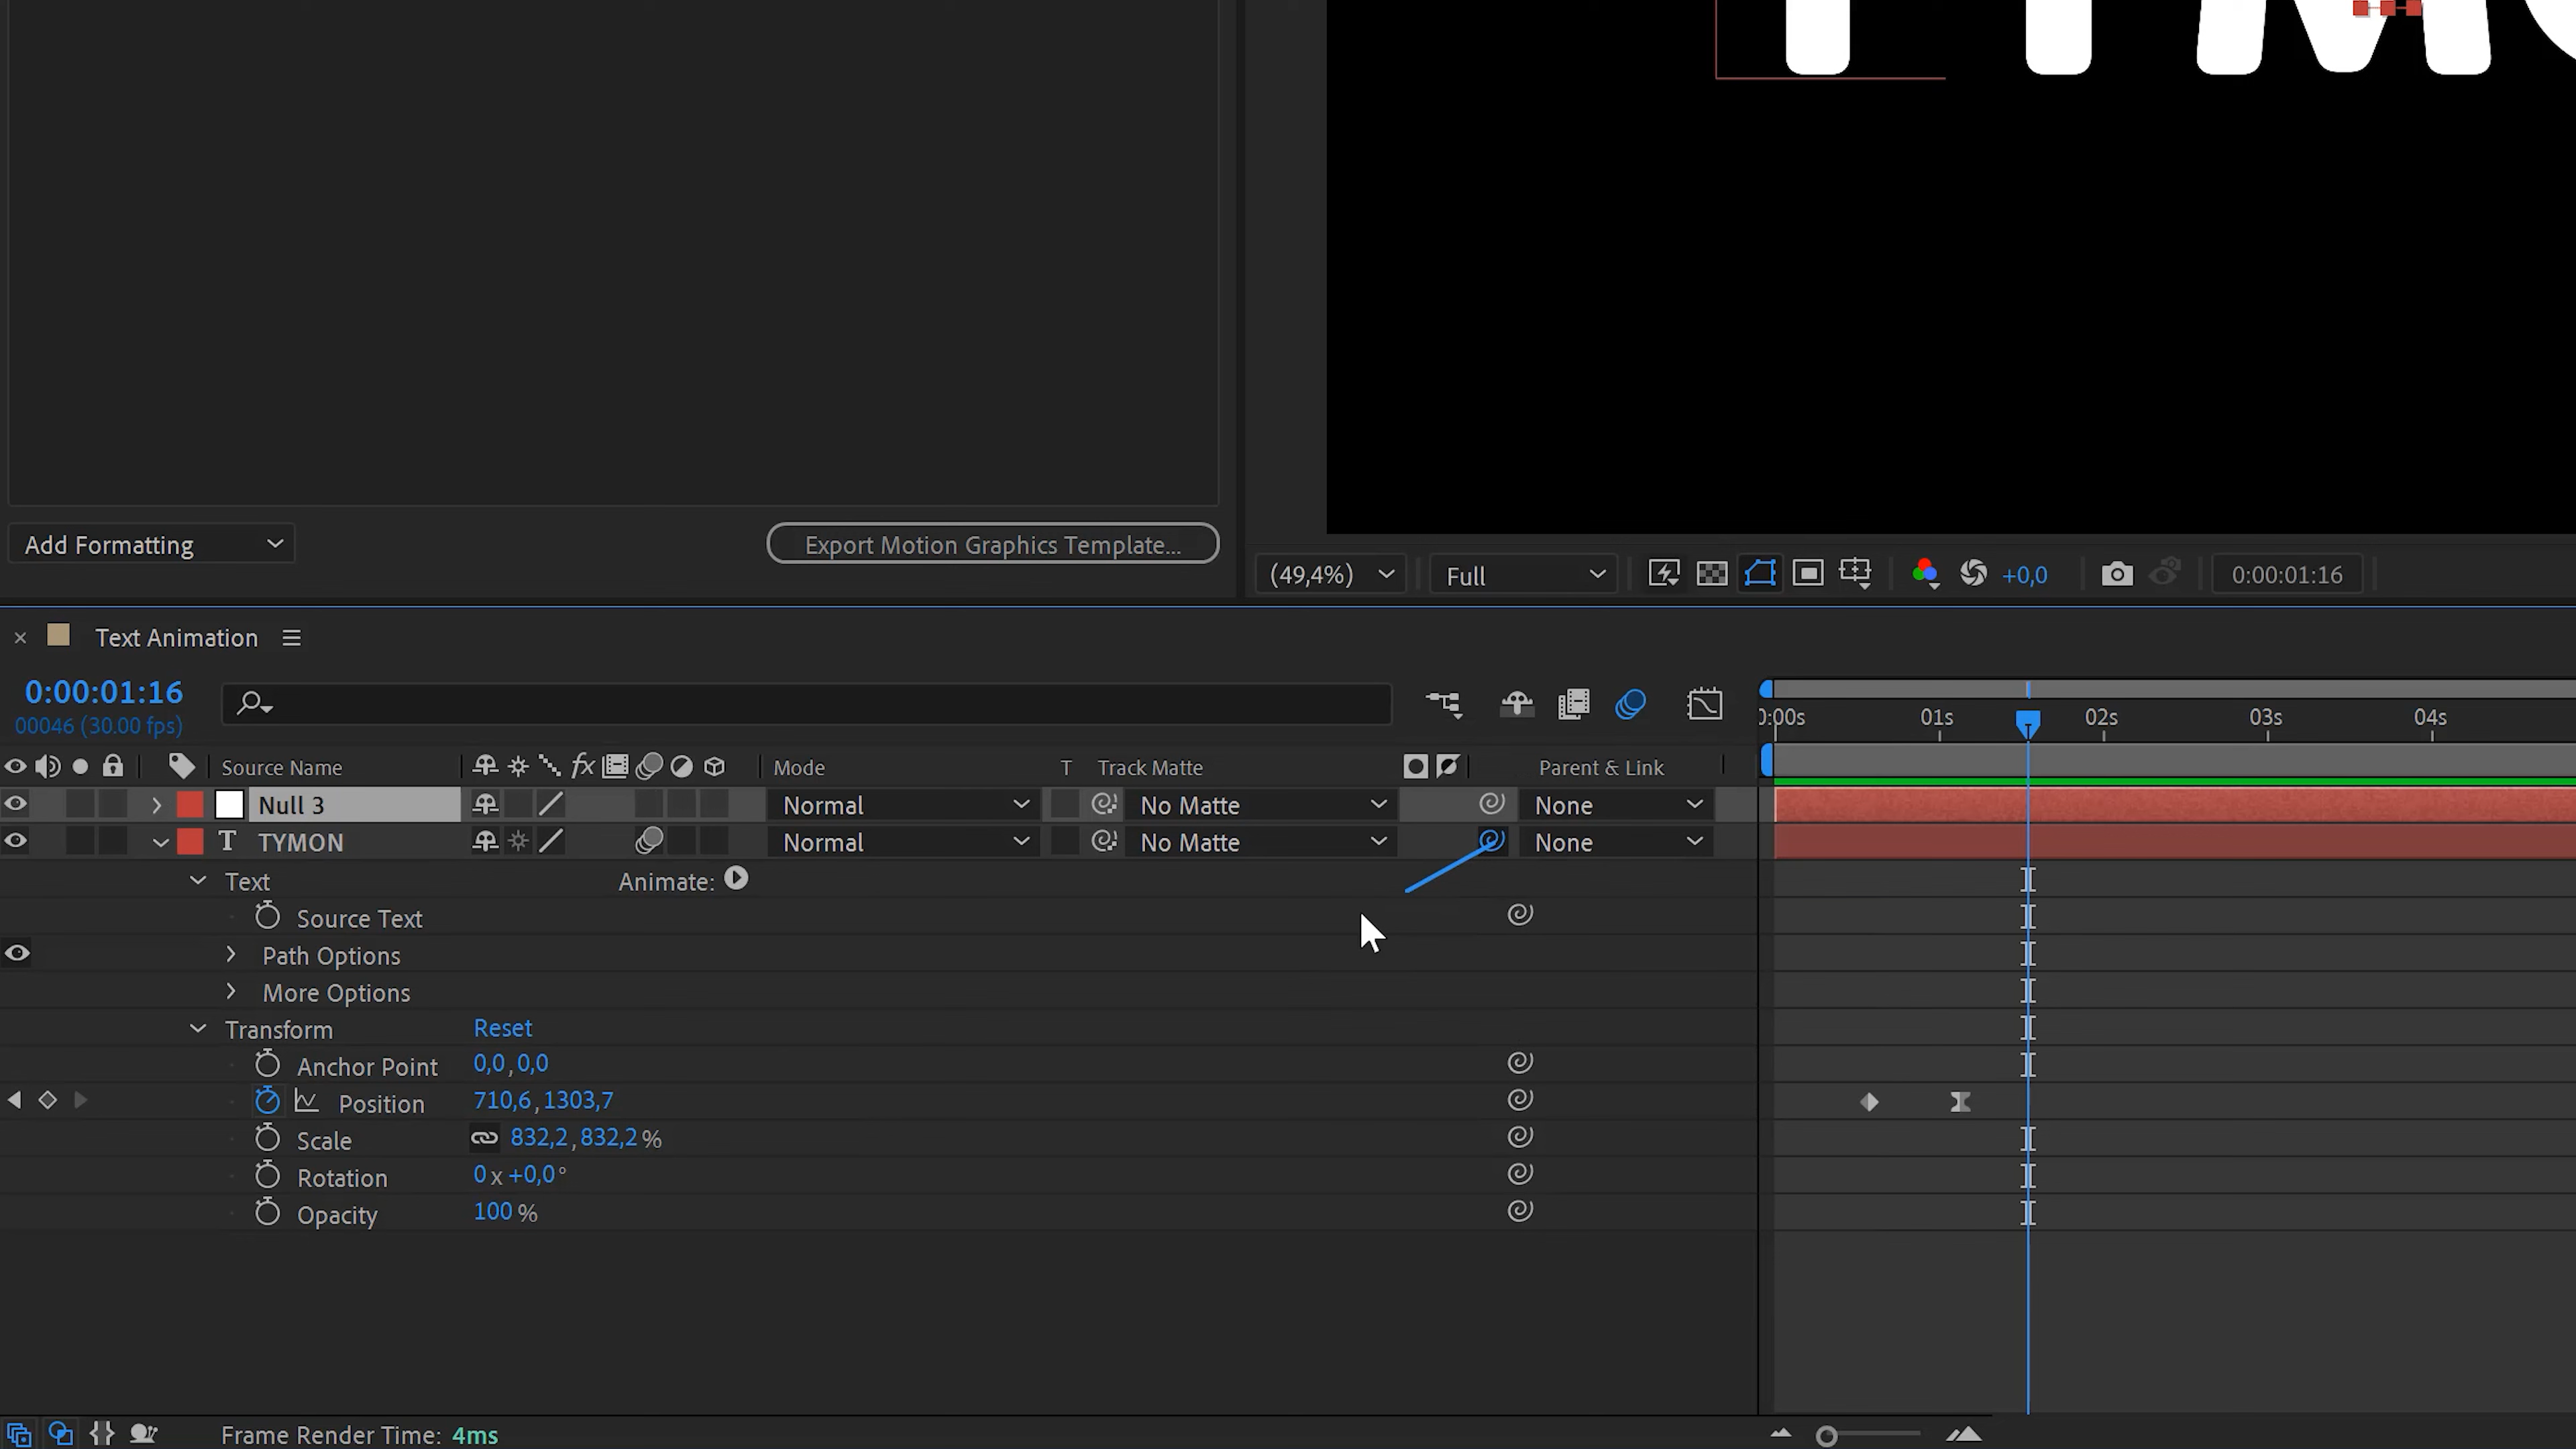 TYMO
Add Formatting
Export Motion Graphics Template...
(49,4%)
Full
+0,0
0:00:01:16
Text Animation
0:00:01:16
00046 (30.00 fps)
0:00s 01s 02s 03s 04s
Source Name fx Mode T Track Matte Parent & Link
Null 3 Normal No Matte None
T TYMON Normal No Matte None
Text Animate:
Source Text
Path Options
More Options
Transform Reset
Anchor Point 0,0,0,0
Position 710,6,1303,7
Scale 832,2,832,2%
Rotation 0x+0,0°
Opacity 100%
Frame Render Time: 4ms